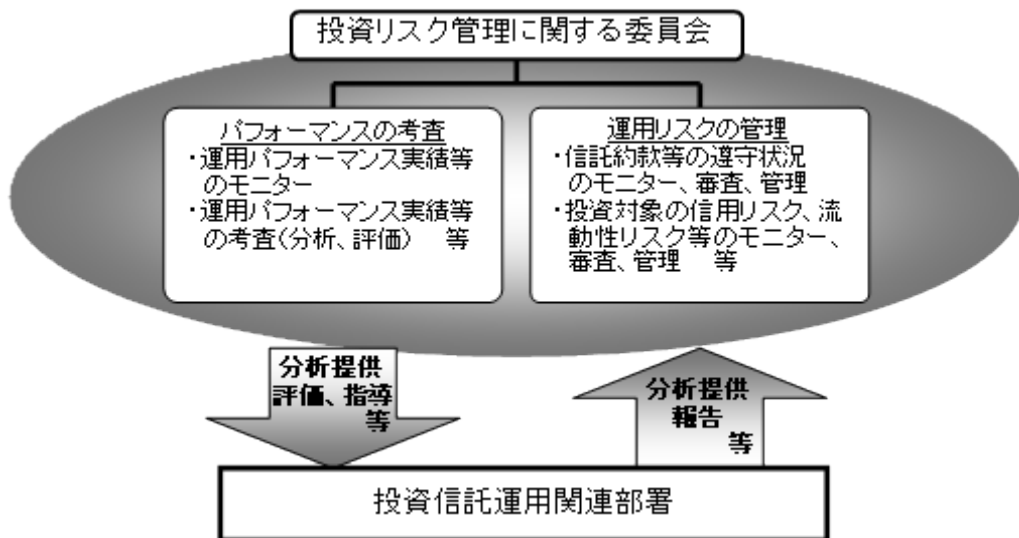 投資リスク管理に関する委員会
パフォーマンスの考査
・運用パフォーマンス実績等
のモニター
・運用パフォーマンス実績等
の考査(分析、評価) 等
運用リスクの管理
・信託約款等の遵守状況
のモニター、審査、管理
・投資対象の信用リスク、流
動性リスク等のモニター、
審査、管理 等
分析提供
評価、指導
等
分析提供
報告
等
投資信託運用関連部署